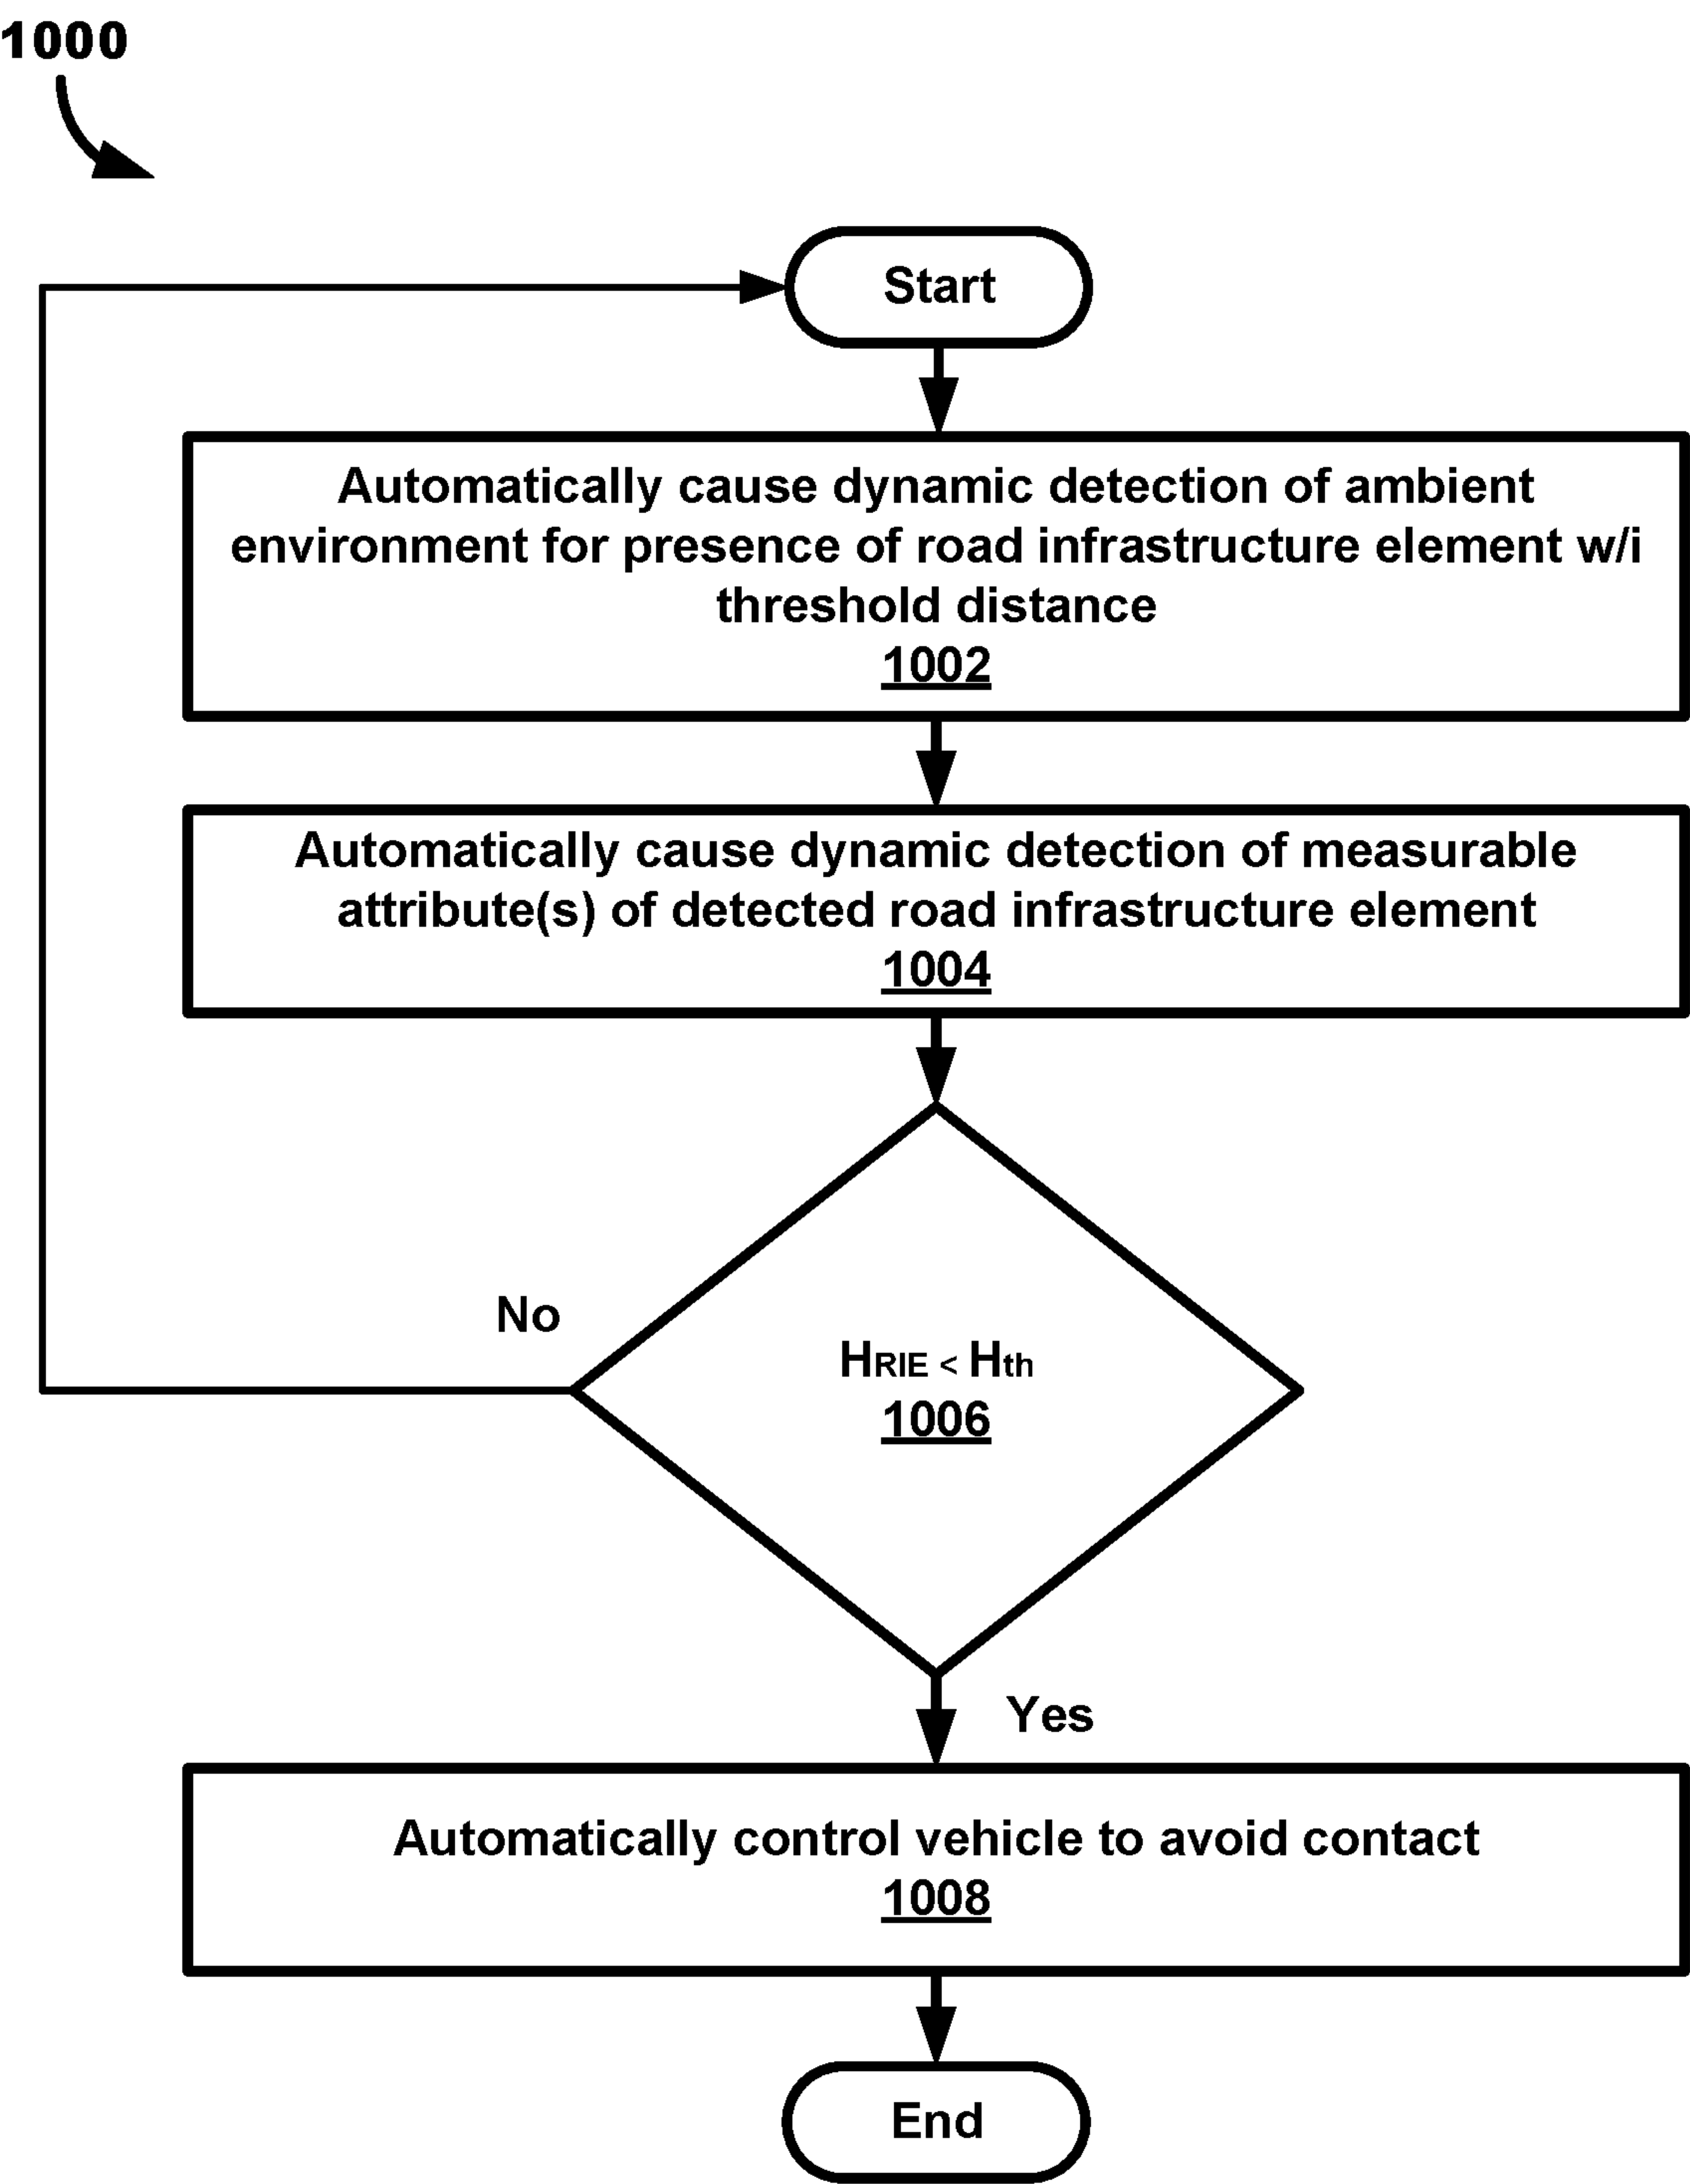 1000
Start
Automatically cause dynamic detection of ambient
environment for presence of road infrastructure element w/i
threshold distance
1002
Automatically cause dynamic detection of measurable
attribute(s) of detected road infrastructure element
1004
No
HRIE < Hth
1006
Yes
Automatically control vehicle to avoid contact
1008
End